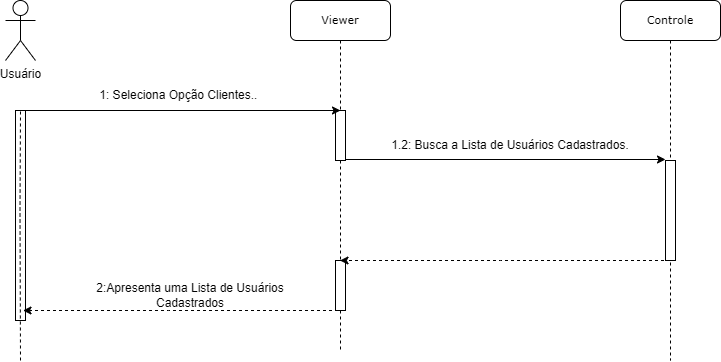 Viewer
Controle
Usuário
1: Seleciona Opção Clientes..
1.2: Busca a Lista de Usuários Cadastrados.
2:Apresenta uma Lista de Usuários
Cadastrados